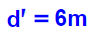 d′ = 6m